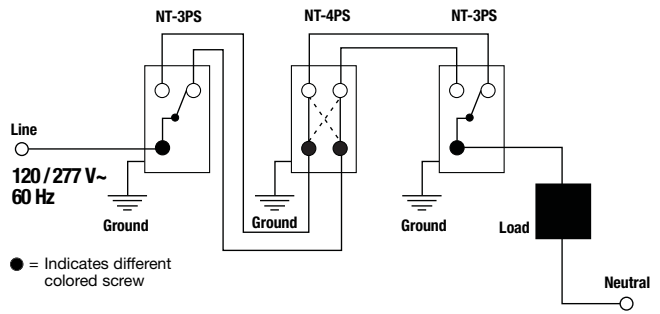 NT-3PS
NT-4PS
NT-3PS
Line
120 / 277 V~
60 Hz
Ground
Ground
Ground
Load
Neutral
= Indicates different
colored screw